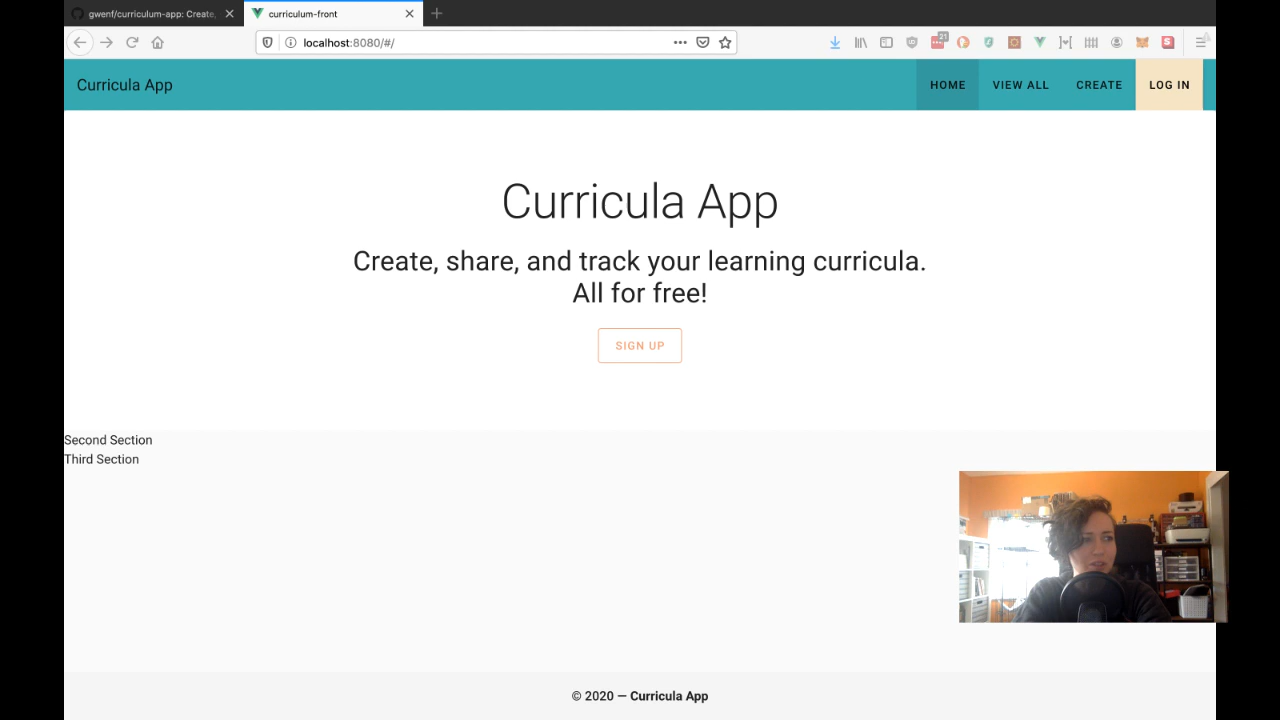 gwenf/curriculum-app: Create,
curriculum-front
localhost:8080/#/
21
Curricula App
HOME
VIEW ALL
CREATE
LOG IN
Curricula App
Create, share, and track your learning curricula.
All for free!
SIGN UP
Second Section
Third Section
© 2020 — Curricula App